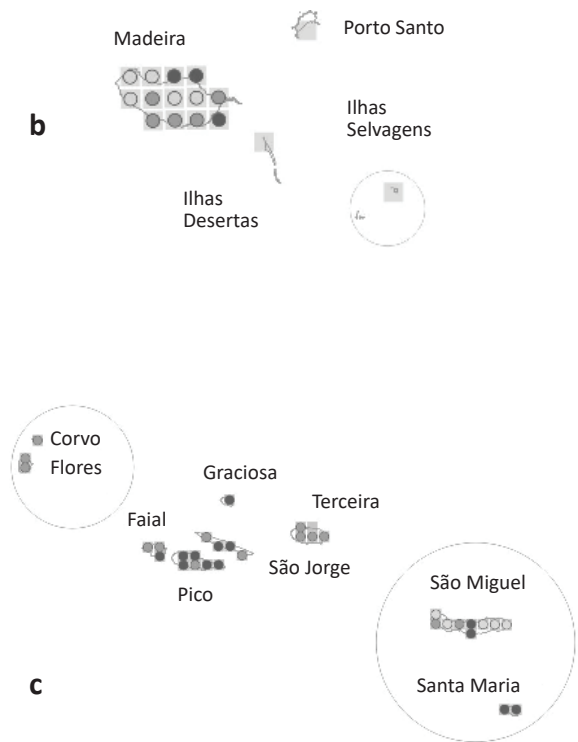 Porto Santo
Madeira
Ilhas
Selvagens
b
Ilhas
Desertas
Corvo
Flores
Graciosa
Terceira
Faial
São Jorge
Pico
São Miguel
Santa Maria
c